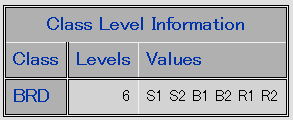 Class Level Information
Class Levels Values
BRD 6 S1 S2 B1 B2 R1 R2